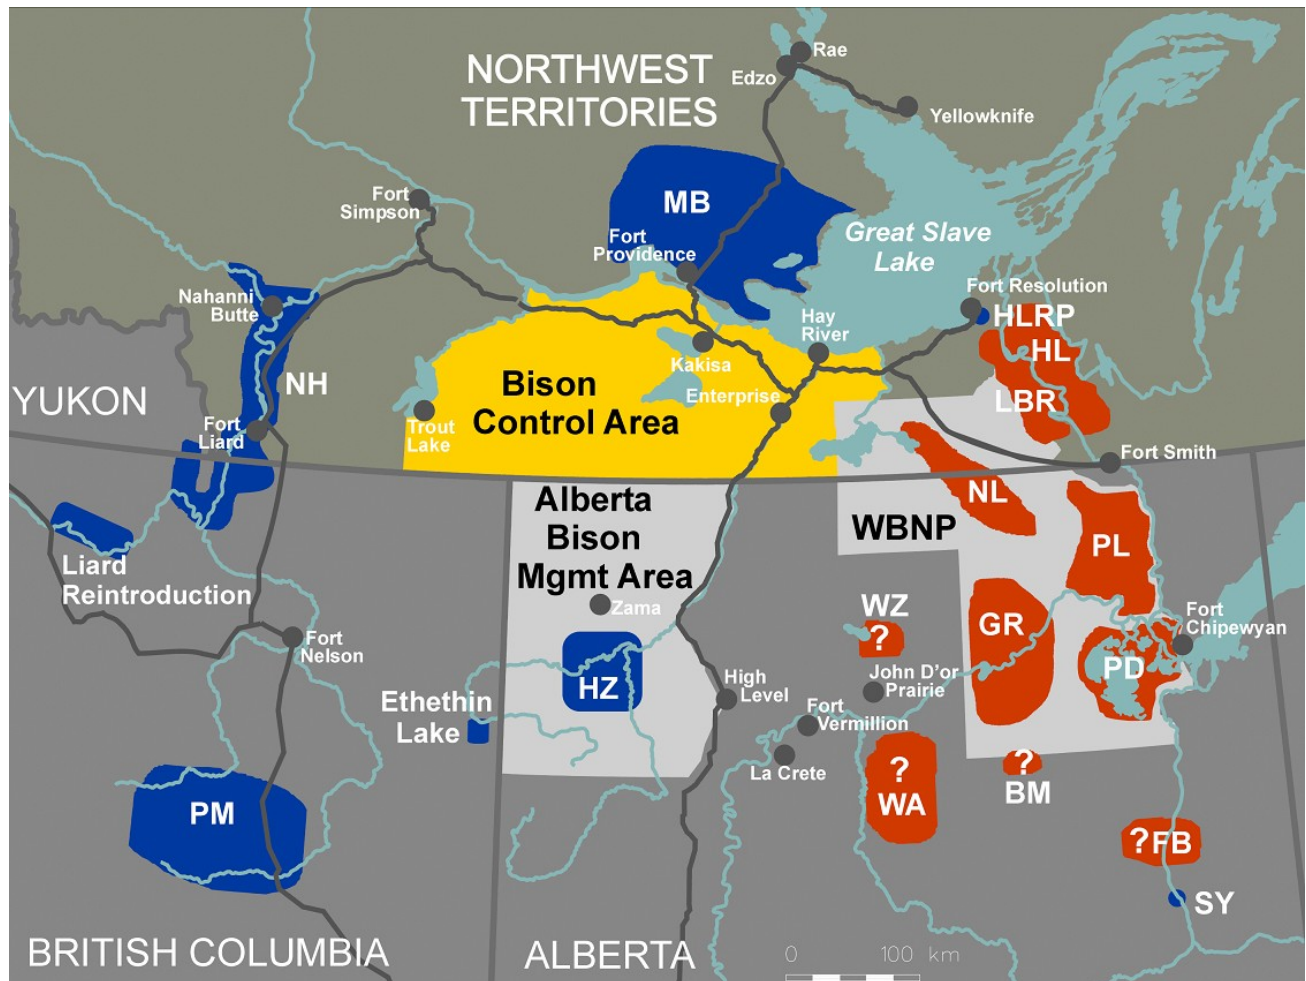 Rae
NORTHWEST
TERRITORIES
Edzo
Yellowknife
Fort
Simpson
MB
Great Slave
Lake
Fort
Providence
Nahanni
Butte
Fort Resolution
HLRP
Hay
River
HL
Kakisa
NH
YUKON
Bison
Control Area
Enterprise
LBR
Trout
Lake
Fort
Liard
Fort Smith
Alberta
Bison
Mgmt Area
NL
WBNP
PL
Liard
Reintroduction
Zama
WZ
?
GR
Fort
Chipewyan
Fort
Nelson
PD
HZ
John D'or
Prairie
High
Level
Ethethin
Lake
Fort
Vermillion
La Crete
?
WA
?
BM
PM
?FB
SY
BRITISH COLUMBIA
ALBERTA
0 100 km